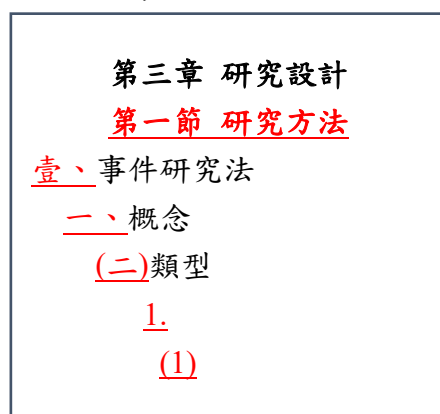 第三章 研究設計
第一節 研究方法
壹、事件研究法
一、概念
(二)類型
1.
(1)